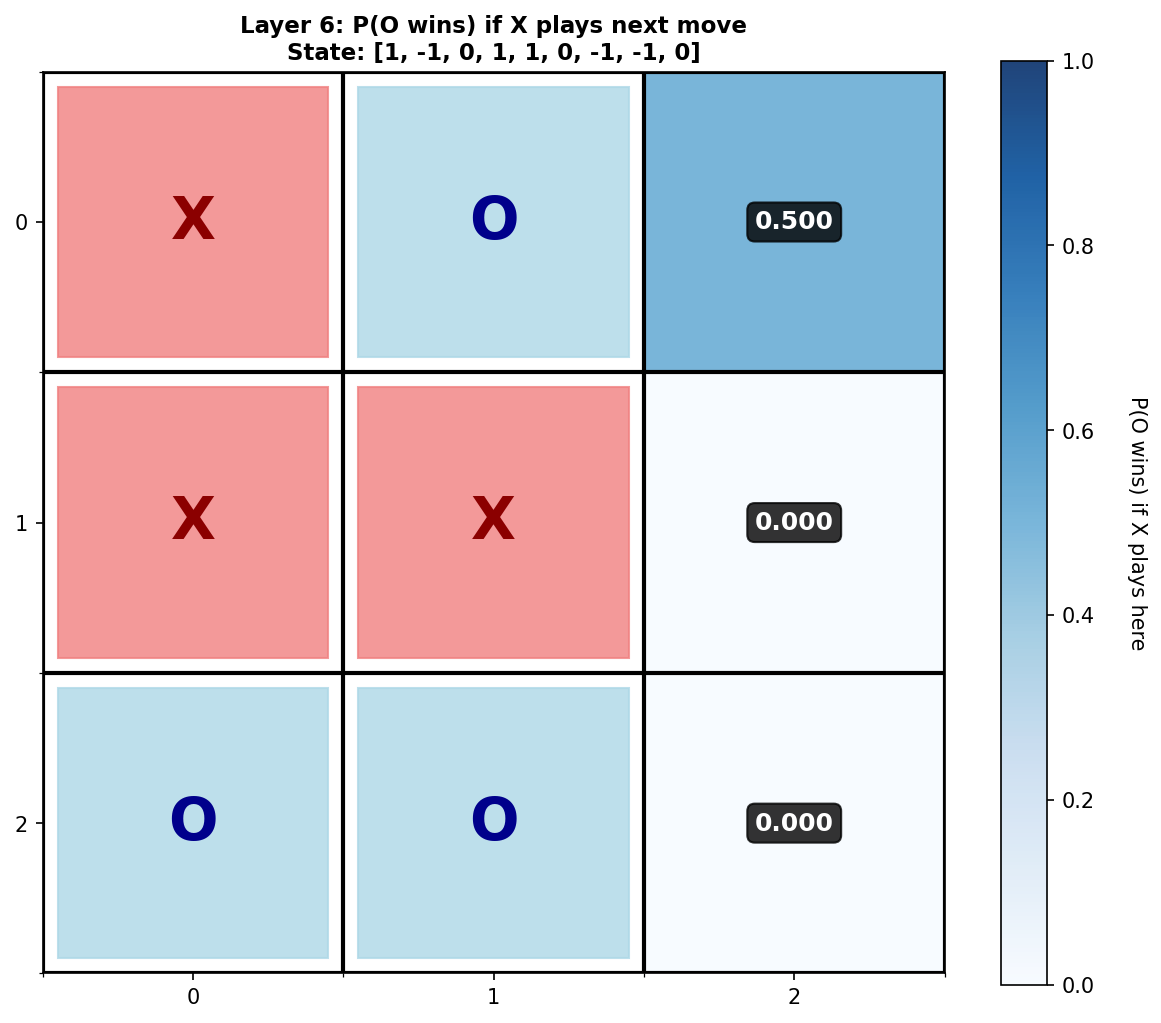 Layer 6: P(O wins) if X plays next move
State: [1, -1, 0, 1, 1, 0, -1, -1, 0]
0
X
O
0.500
1
X
X
0.000
2
O
O
0.000
0
1
2
1.0
0.8
0.6
0.4
0.2
0.0
P(O wins) if X plays here